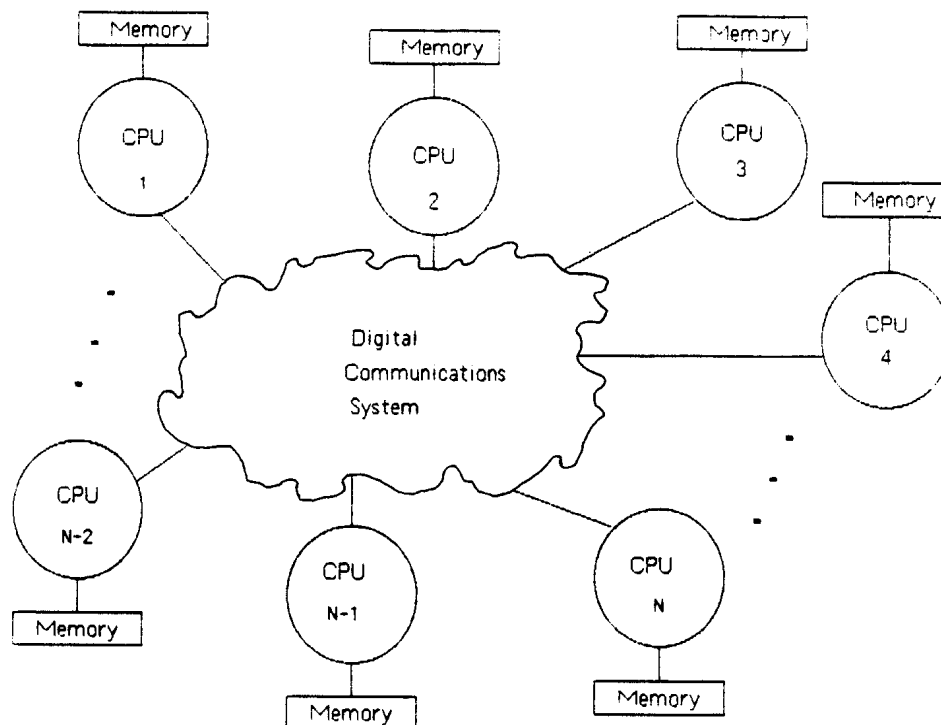 Memory
CPU
1
Memory
CPU
2
Memory
CPU
3
Memory
CPU
4
Digital
Communications
System
CPU
N-2
Memory
CPU
N-1
Memory
CPU
N
Memory